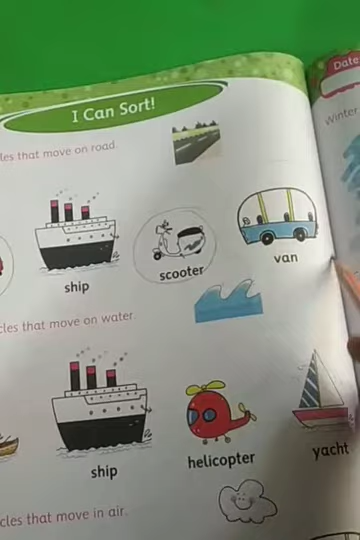 I Can Sort!
Date
Winter
les that move on road.
ship
scooter
van
cles that move on water.
ship
helicopter
yacht
cles that move in air.